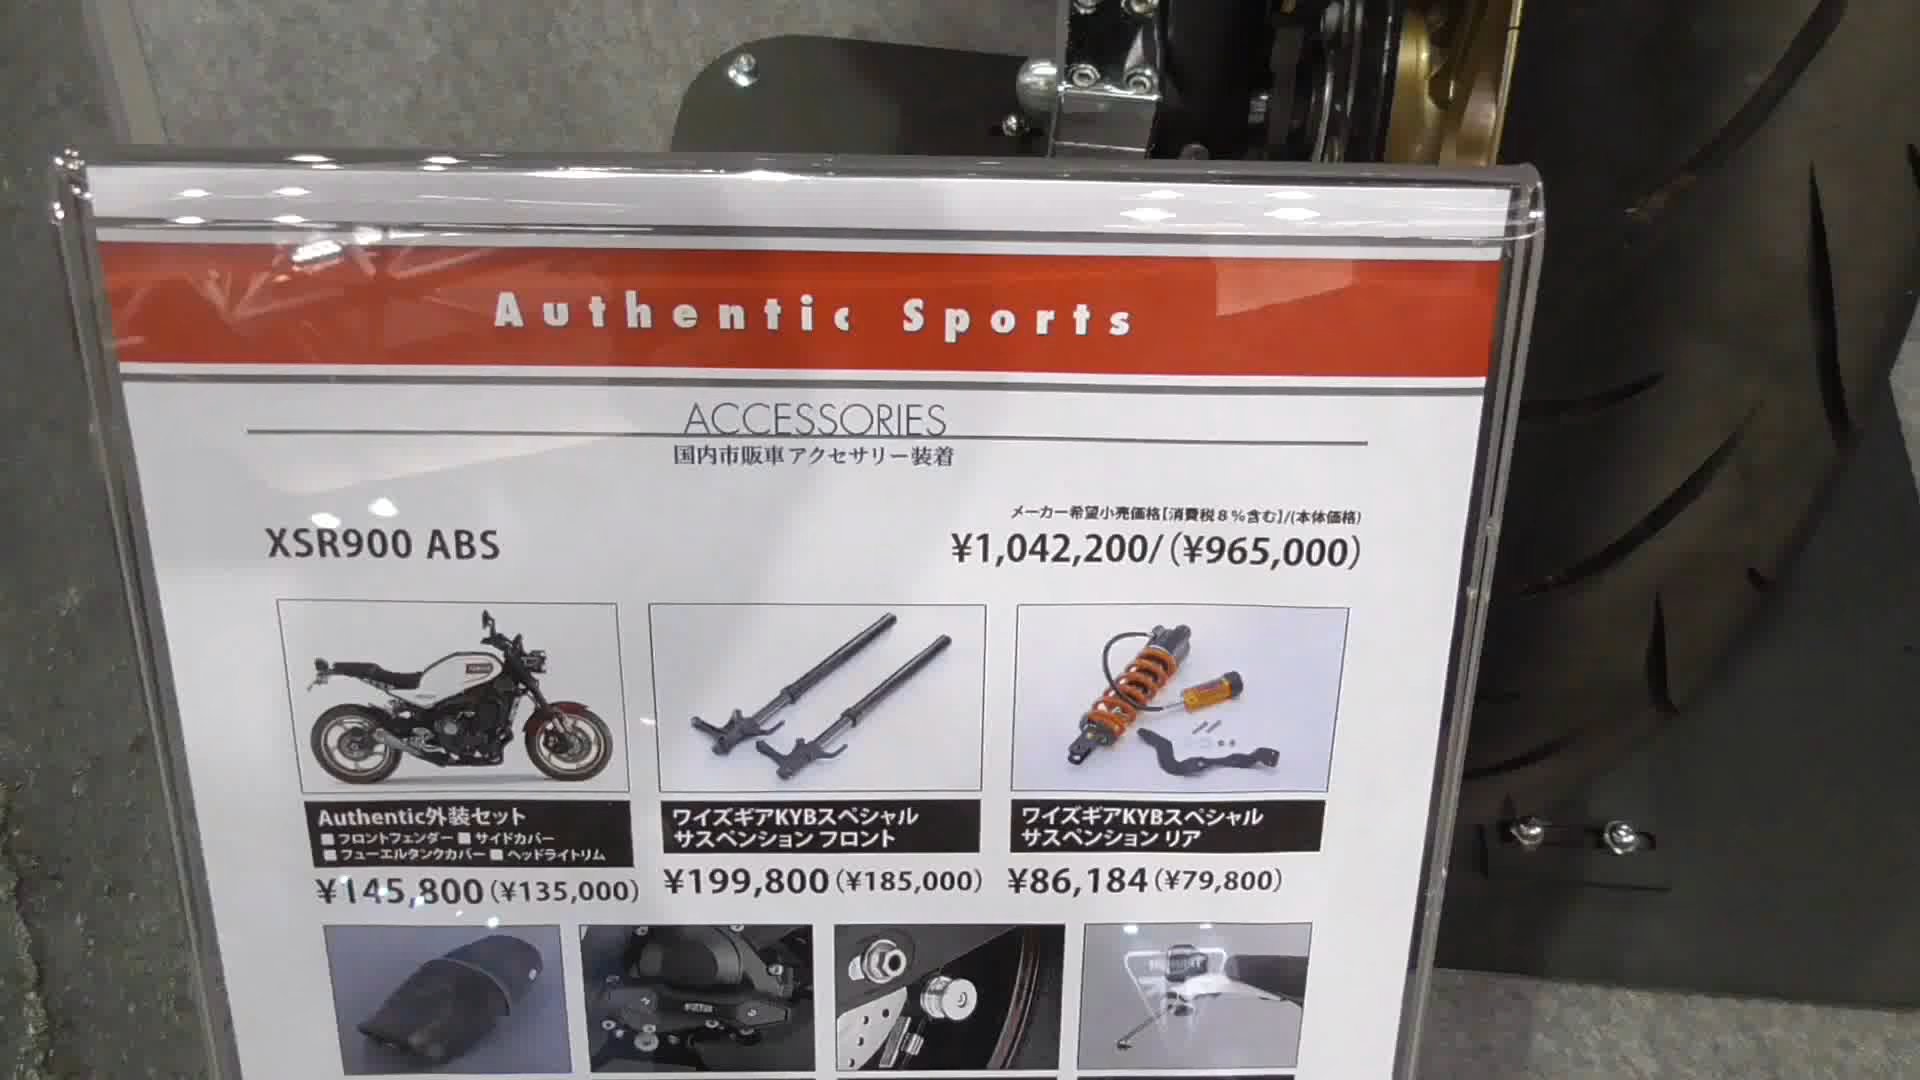 Authentic Sports
ACCESSORIES
国内市販車アクセサリー装着
メーカー希望小売価格【消費税8%含む】/(本体価格)
XSR900 ABS
¥1,042,200/(¥965,000)
Authentic外装セット
■ フロントフェンダー ■ サイドカバー
■ フューエルタンクカバー ■ ヘッドライトリム
¥145,800(¥135,000)
ワイズギアKYBスペシャル
サスペンション フロント
¥199,800(¥185,000)
ワイズギアKYBスペシャル
サスペンション リア
¥86,184(¥79,800)